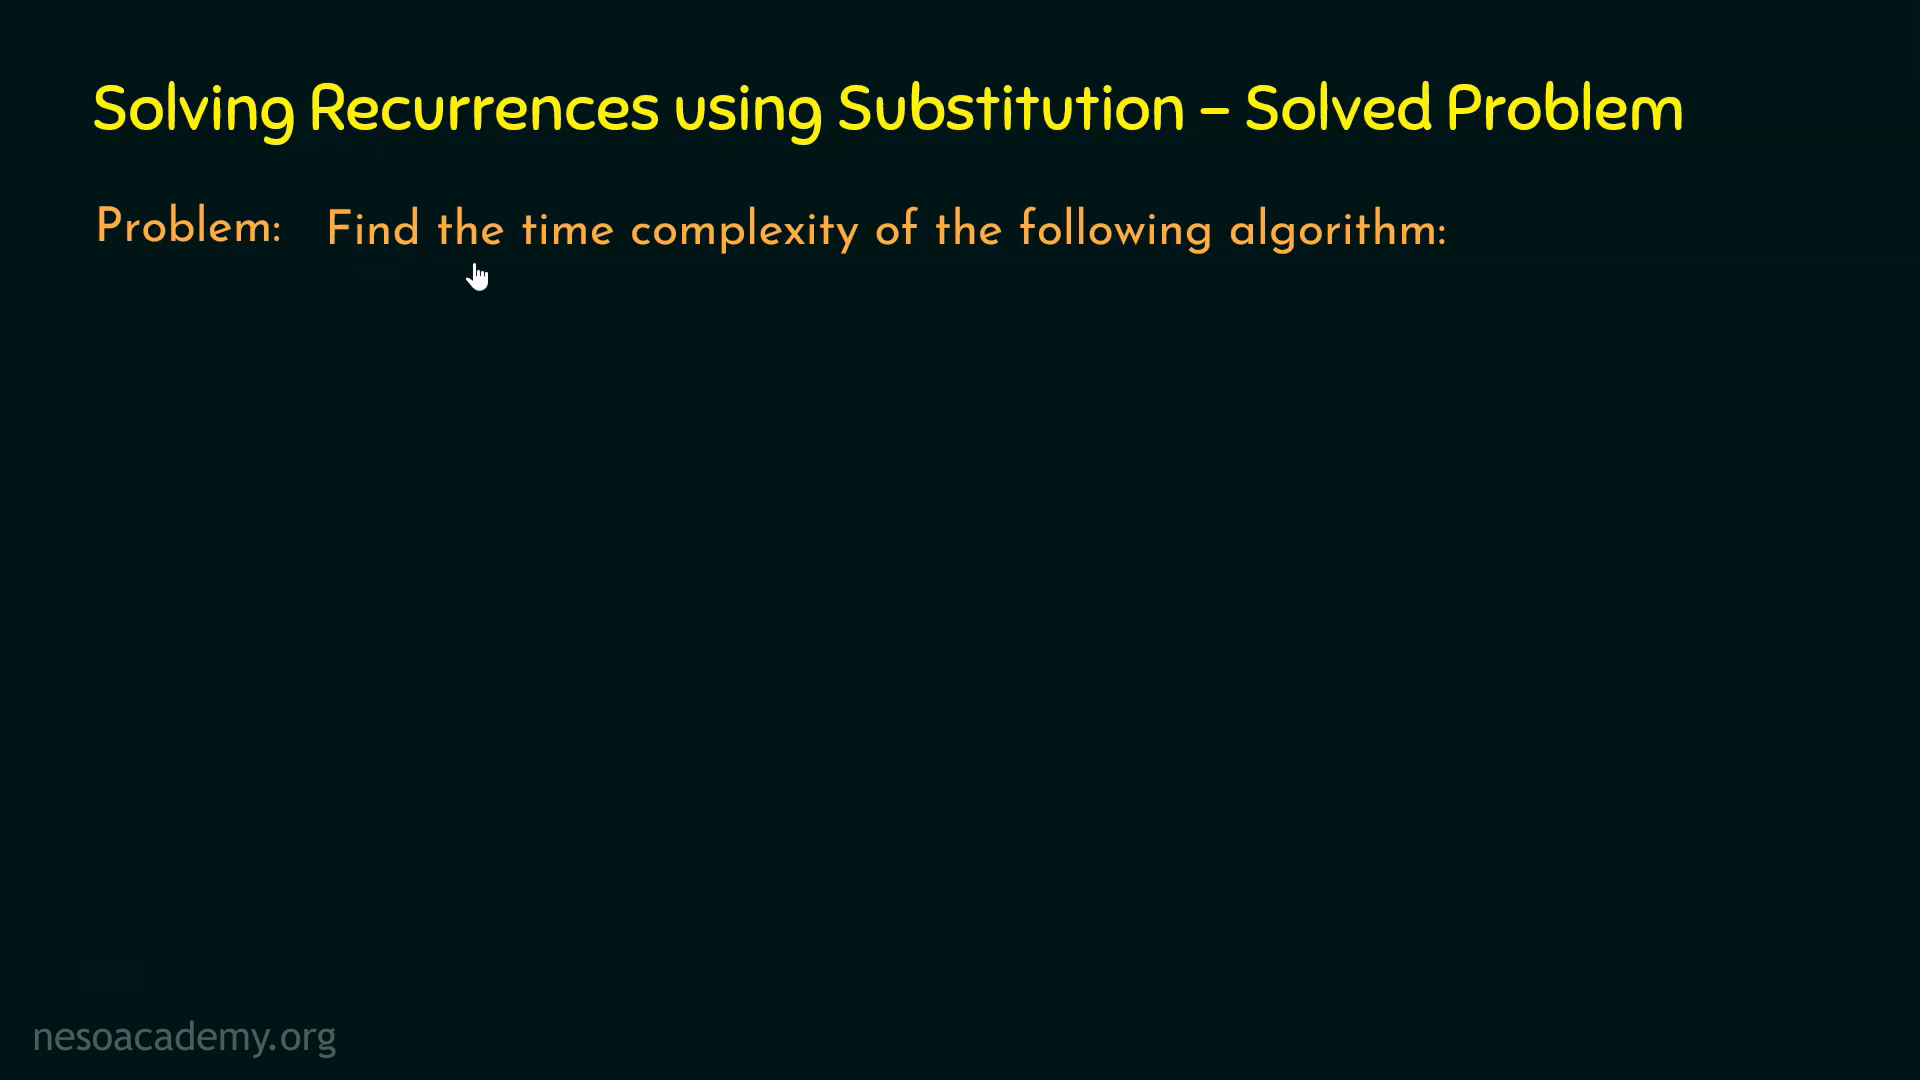 Solving Recurrences using Substitution – Solved Problem
Problem: Find the time complexity of the following algorithm:
nesoacademy.org